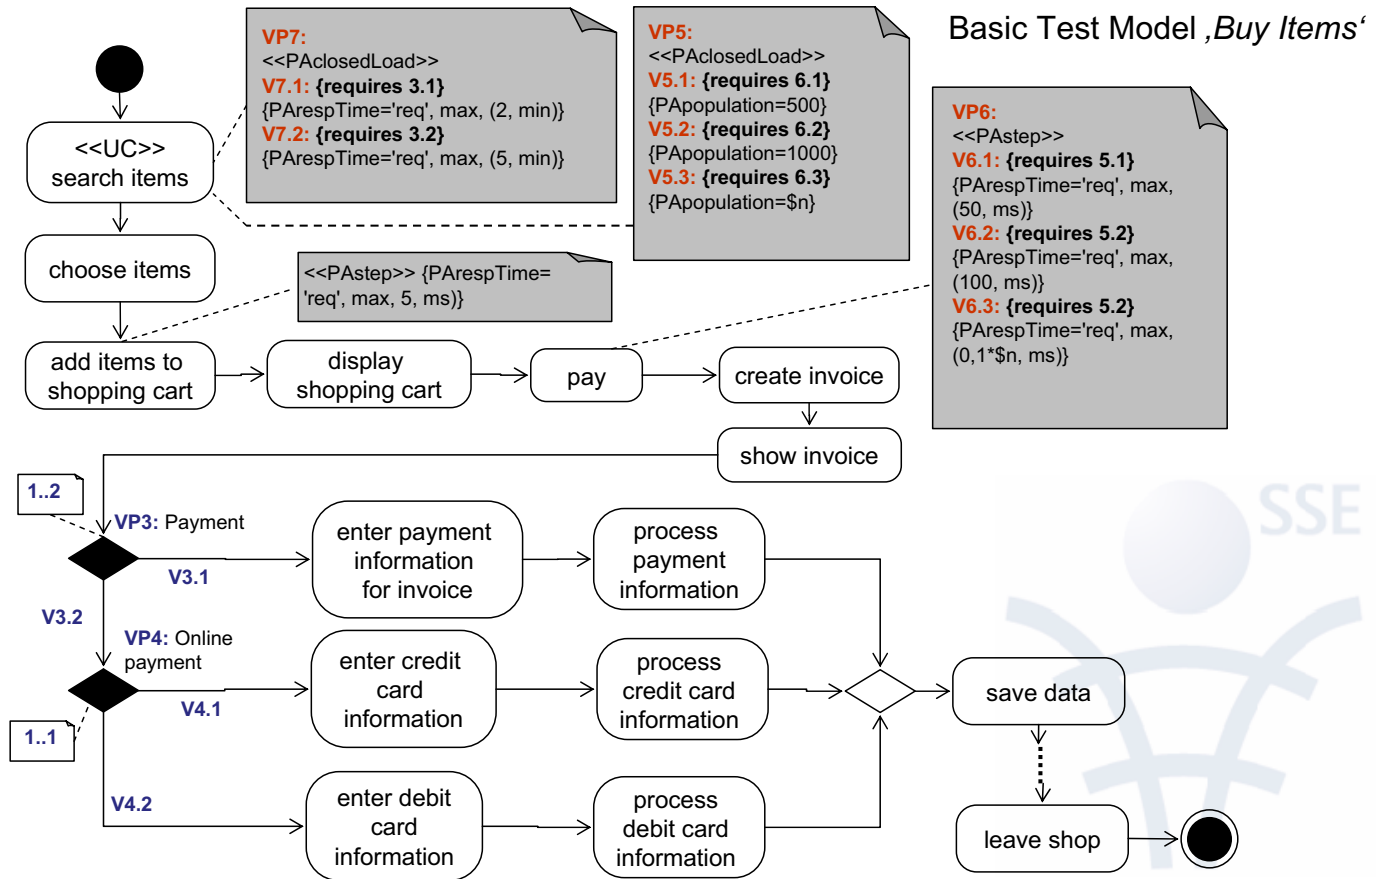 Basic Test Model ‚Buy Items‘
VP7:
<<PAclosedLoad>>
V7.1: {requires 3.1}
{PArespTime='req', max, (2, min)}
V7.2: {requires 3.2}
{PArespTime='req', max, (5, min)}
VP5:
<<PAclosedLoad>>
V5.1: {requires 6.1}
{PApopulation=500}
V5.2: {requires 6.2}
{PApopulation=1000}
V5.3: {requires 6.3}
{PApopulation=$n}
VP6:
<<PAstep>>
V6.1: {requires 5.1}
{PArespTime='req', max,
(50, ms)}
V6.2: {requires 5.2}
{PArespTime='req', max,
(100, ms)}
V6.3: {requires 5.2}
{PArespTime='req', max,
(0,1*$n, ms)}
<<UC>>
search items
choose items
<<PAstep>> {PArespTime=
'req', max, 5, ms)}
add items to
shopping cart
display
shopping cart
pay
create invoice
show invoice
1..2
VP3: Payment
V3.1
enter payment
information
for invoice
process
payment
information
SSE
V3.2
VP4: Online
payment
V4.1
1..1
enter credit
card
information
process
credit card
information
save data
V4.2
enter debit
card
information
process
debit card
information
leave shop